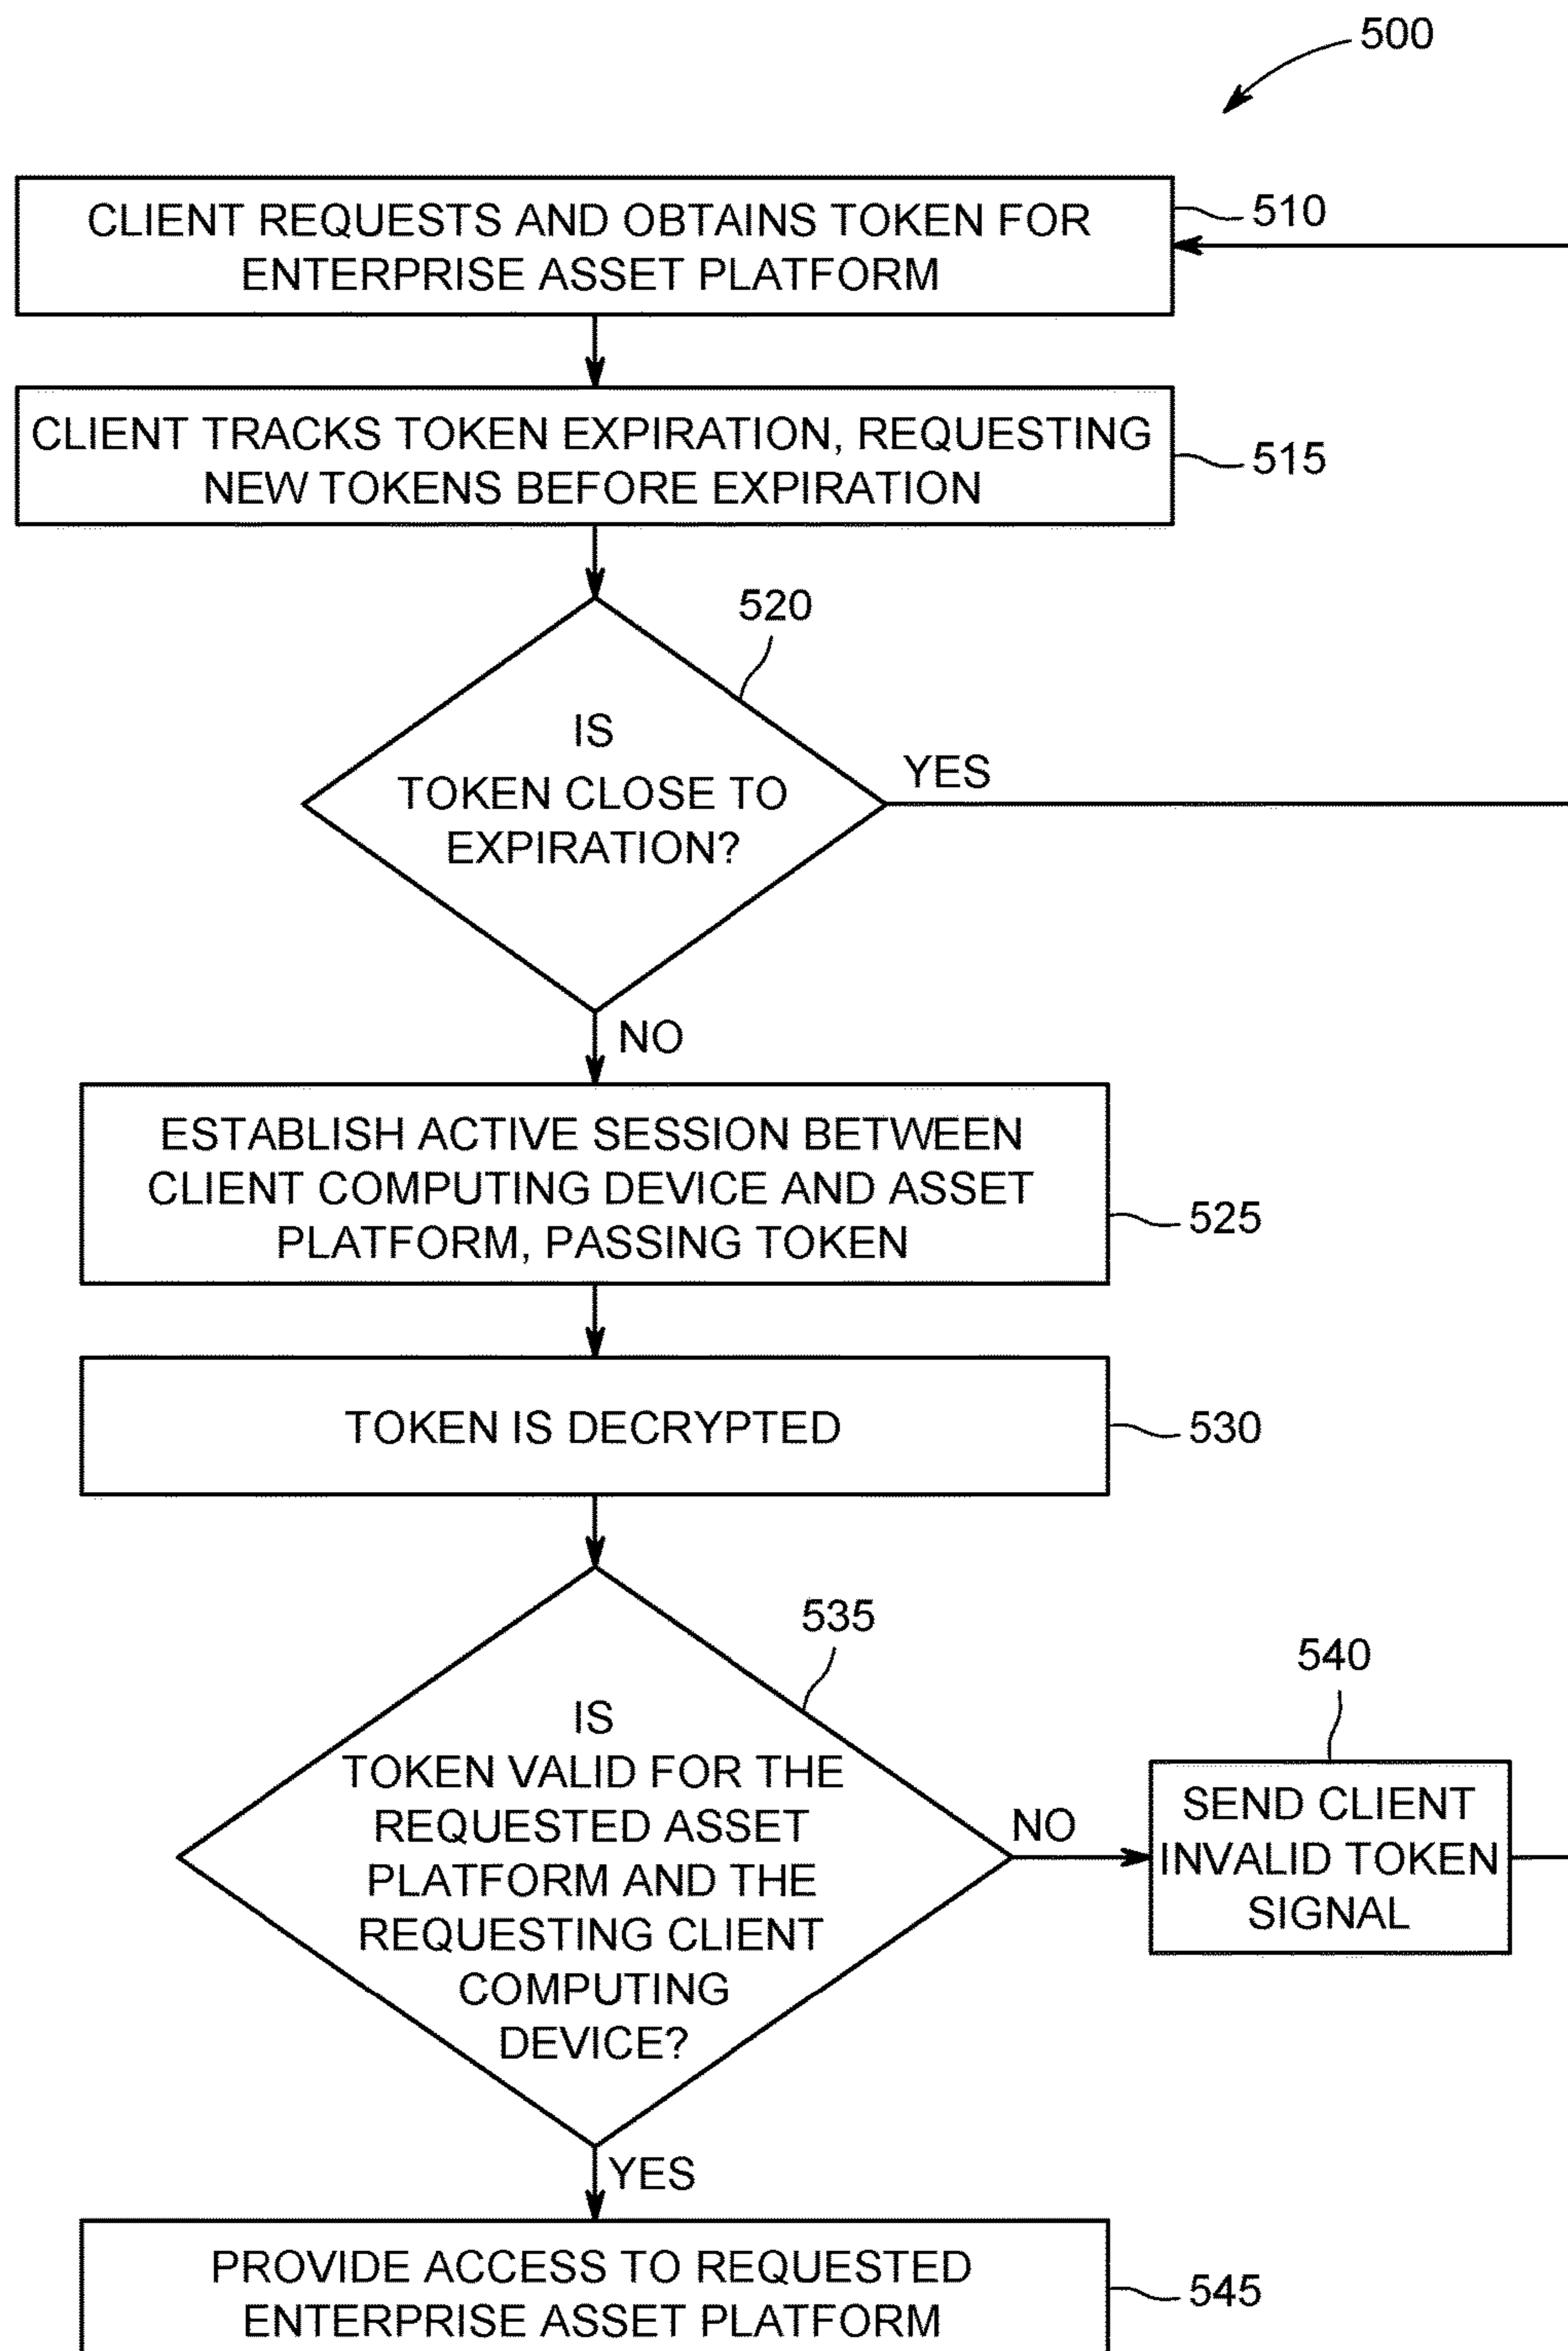 500
CLIENT REQUESTS AND OBTAINS TOKEN FOR
ENTERPRISE ASSET PLATFORM
510
CLIENT TRACKS TOKEN EXPIRATION, REQUESTING
NEW TOKENS BEFORE EXPIRATION
515
520
IS
TOKEN CLOSE TO
EXPIRATION?
YES
NO
ESTABLISH ACTIVE SESSION BETWEEN
CLIENT COMPUTING DEVICE AND ASSET
PLATFORM, PASSING TOKEN
525
TOKEN IS DECRYPTED
530
535
IS
TOKEN VALID FOR THE
REQUESTED ASSET
PLATFORM AND THE
REQUESTING CLIENT
COMPUTING
DEVICE?
NO
540
SEND CLIENT
INVALID TOKEN
SIGNAL
YES
PROVIDE ACCESS TO REQUESTED
ENTERPRISE ASSET PLATFORM
545